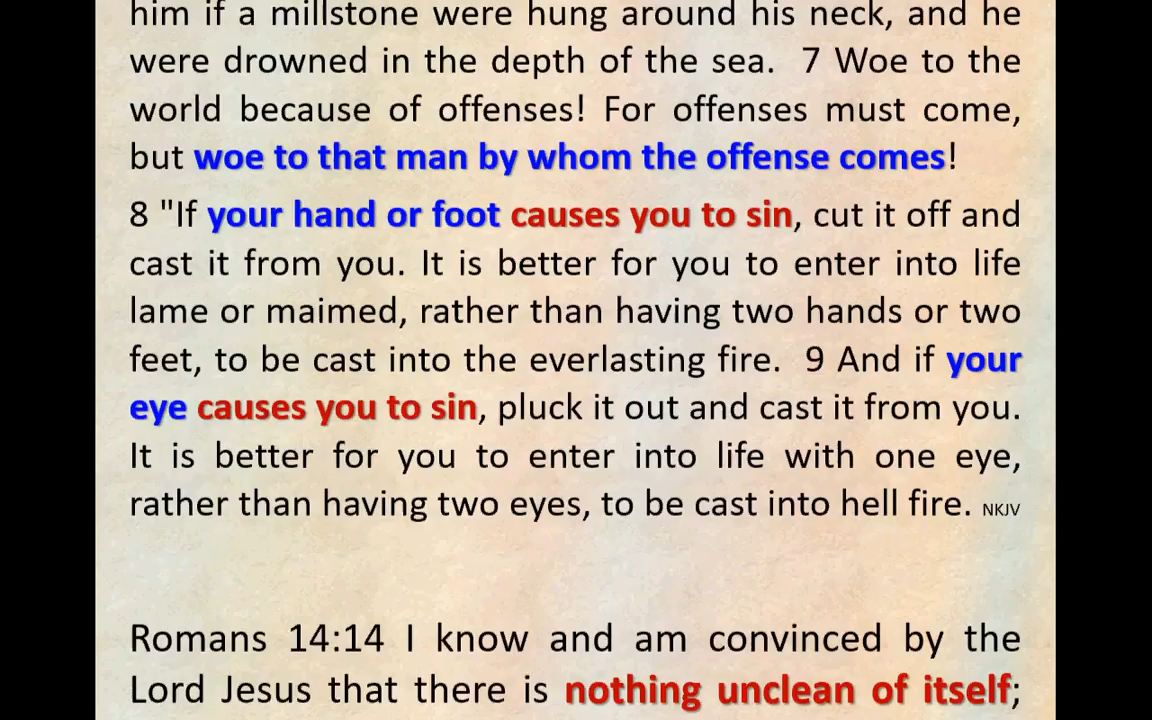 him if a millstone were hung around his neck, and he
were drowned in the depth of the sea. 7 Woe to the
world because of offenses! For offenses must come,
but woe to that man by whom the offense comes!
8 "If your hand or foot causes you to sin, cut it off and
cast it from you. It is better for you to enter into life
lame or maimed, rather than having two hands or two
feet, to be cast into the everlasting fire. 9 And if your
eye causes you to sin, pluck it out and cast it from you.
It is better for you to enter into life with one eye,
rather than having two eyes, to be cast into hell fire. NKJV
Romans 14:14 I know and am convinced by the
Lord Jesus that there is nothing unclean of itself;